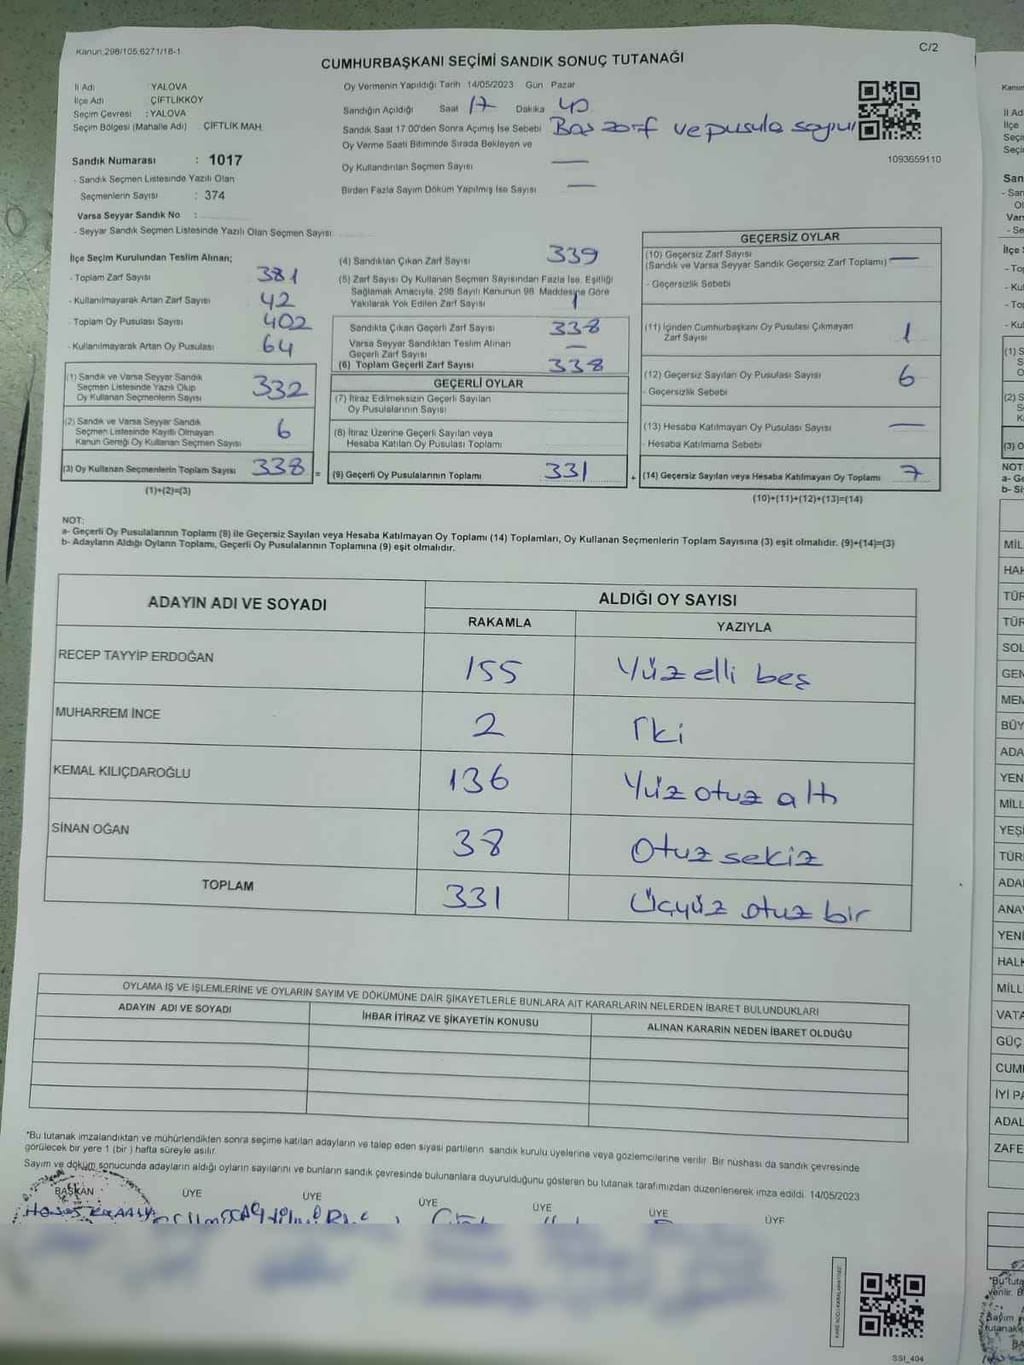 Kanun:298/105,6271/18-1
C/2
CUMHURBAŞKANI SEÇİMİ SANDIK SONUÇ TUTANAĞI
İl Adı YALOVA
İlçe Adı ÇİFTLİKKÖY
Seçim Çevresi : YALOVA
Seçim Bölgesi (Mahalle Adı) ÇİFTLİK MAH.
Sandık Numarası : 1017
- Sandık Seçmen Listesinde Yazılı Olan
Seçmenlerin Sayısı : 374
Varsa Seyyar Sandık No :
- Seyyar Sandık Seçmen Listesinde Yazılı Olan Seçmen Sayısı
Oy Vermenin Yapıldığı Tarih 14/05/2023 Gün Pazar
Sandığın Açıldığı Saat 17 Dakika 40
Sandık Saat 17.00'den Sonra Açımış İse Sebebi Boş zarf ve pusula sayımı
Oy Verme Saati Bitiminde Sırada Bekleyen ve
Oy Kullandırılan Seçmen Sayısı —
Birden Fazla Sayım Döküm Yapılmış İse Sayısı —
1093659110
İlçe Seçim Kurulundan Teslim Alınan;
- Toplam Zarf Sayısı 381
- Kullanılmayarak Artan Zarf Sayısı 42
- Toplam Oy Pusulası Sayısı 402
- Kullanılmayarak Artan Oy Pusulası 64
(1) Sandık ve Varsa Seyyar Sandık
Seçmen Listesinde Yazılı Olup
Oy Kullanan Seçmenlerin Sayısı 332
(2) Sandık ve Varsa Seyyar Sandık
Seçmen Listesinde Kayıtlı Olmayan
Kanun Gereği Oy Kullanan Seçmen Sayısı 6
(3) Oy Kullanan Seçmenlerin Toplam Sayısı 338
(1)+(2)=(3)
(4) Sandıktan Çıkan Zarf Sayısı 339
(5) Zarf Sayısı Oy Kullanan Seçmen Sayısından Fazla İse, Eşitliği
Sağlamak Amacıyla, 298 Sayılı Kanunun 98. Maddesine Göre
Yakılarak Yok Edilen Zarf Sayısı 1
Sandıkta Çıkan Geçerli Zarf Sayısı 338
Varsa Seyyar Sandıktan Teslim Alınan
Geçerli Zarf Sayısı —
(6) Toplam Geçerli Zarf Sayısı 338
GEÇERLİ OYLAR
(7) İtiraz Edilmeksizin Geçerli Sayılan
Oy Pusulalarının Sayısı
(8) İtiraz Üzerine Geçerli Sayılan veya
Hesaba Katılan Oy Pusulası Toplamı
= (9) Geçerli Oy Pusulalarının Toplamı 331
GEÇERSİZ OYLAR
(10) Geçersiz Zarf Sayısı —
(Sandık ve Varsa Seyyar Sandık Geçersiz Zarf Toplamı)
- Geçersizlik Sebebi
(11) İçinden Cumhurbaşkanı Oy Pusulası Çıkmayan
Zarf Sayısı 1
(12) Geçersiz Sayılan Oy Pusulası Sayısı 6
- Geçersizlik Sebebi
(13) Hesaba Katılmayan Oy Pusulası Sayısı —
- Hesaba Katılmama Sebebi
+ (14) Geçersiz Sayılan veya Hesaba Katılmayan Oy Toplamı 7
(10)+(11)+(12)+(13)=(14)
NOT:
a- Geçerli Oy Pusulalarının Toplamı (8) ile Geçersiz Sayılan veya Hesaba Katılmayan Oy Toplamı (14) Toplamları, Oy Kullanan Seçmenlerin Toplam Sayısına (3) eşit olmalıdır. (9)+(14)=(3)
b- Adayların Aldığı Oyların Toplamı, Geçerli Oy Pusulalarının Toplamına (9) eşit olmalıdır.
ADAYIN ADI VE SOYADI
ALDIĞI OY SAYISI
RAKAMLA YAZIYLA
RECEP TAYYİP ERDOĞAN 155 Yüz elli beş
MUHARREM İNCE 2 İki
KEMAL KILIÇDAROĞLU 136 Yüz otuz altı
SİNAN OĞAN 38 Otuz sekiz
TOPLAM 331 Üçyüz otuz bir
OYLAMA İŞ VE İŞLEMLERİNE VE OYLARIN SAYIM VE DÖKÜMÜNE DAİR ŞİKAYETLERLE BUNLARA AİT KARARLARIN NELERDEN İBARET BULUNDUKLARI
ADAYIN ADI VE SOYADI İHBAR İTİRAZ VE ŞİKAYETİN KONUSU ALINAN KARARIN NEDEN İBARET OLDUĞU
*Bu tutanak imzalandıktan ve mühürlendikten sonra seçime katılan adayların ve talep eden siyasi partilerin sandık kurulu üyelerine veya gözlemcilerine verilir. Bir nüshası da sandık çevresinde
görülecek bir yere 1 (bir) hafta süreyle asılır.
Sayım ve döküm sonucunda adayların aldığı oyların sayılarını ve bunların sandık çevresinde bulunanlara duyurulduğunu gösteren bu tutanak tarafımızdan düzenlenerek imza edildi. 14/05/2023
BAŞKAN ÜYE ÜYE ÜYE ÜYE ÜYE ÜYE
SSI_404